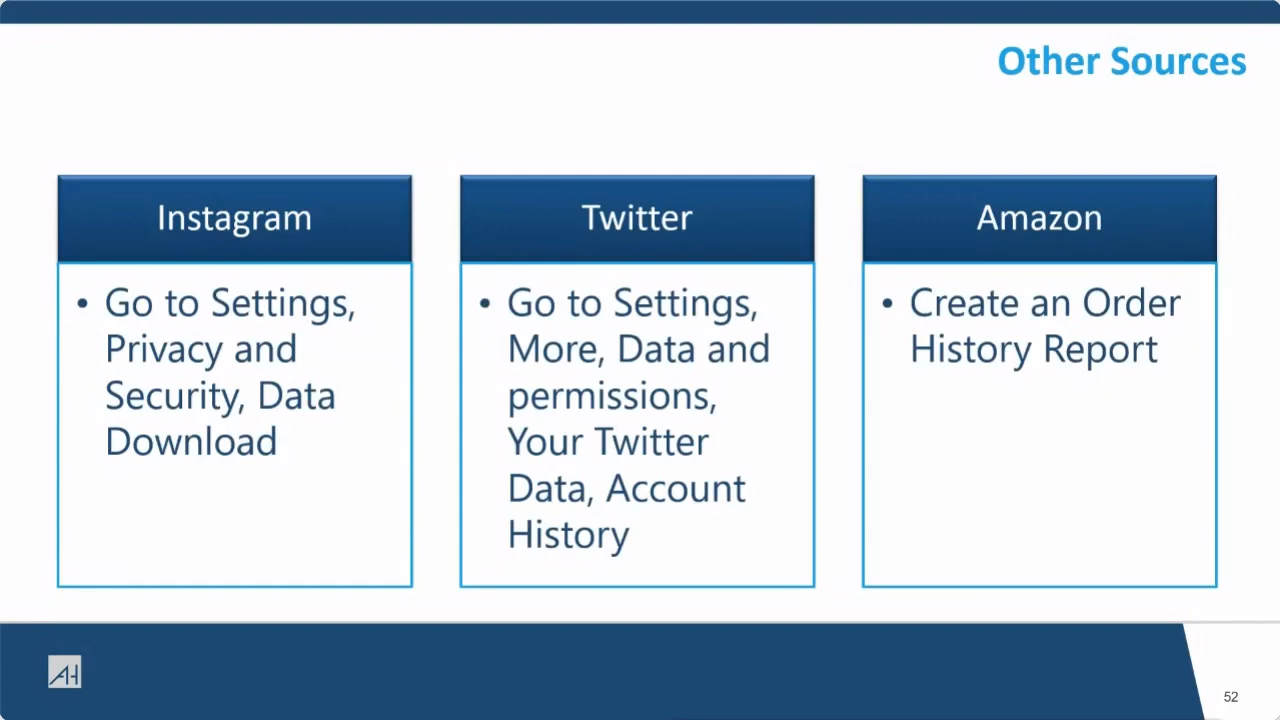 Other Sources
Instagram
• Go to Settings,
Privacy and
Security, Data
Download
Twitter
• Go to Settings,
More, Data and
permissions,
Your Twitter
Data, Account
History
Amazon
• Create an Order
History Report
AH
52